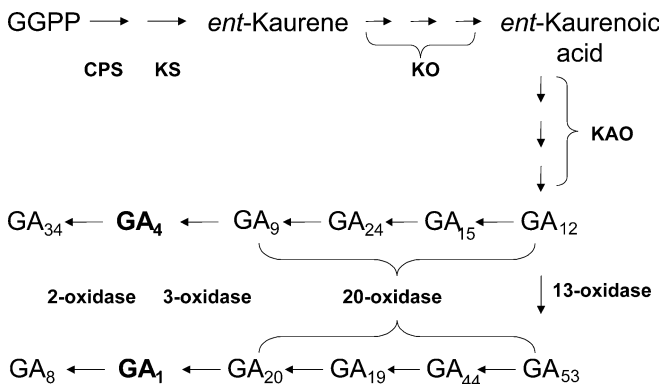 GGPP ent-Kaurene ent-Kaurenoic
acid
CPS KS KO
KAO
GA34 GA4 GA9 GA24 GA15 GA12
2-oxidase 3-oxidase 20-oxidase 13-oxidase
GA8 GA1 GA20 GA19 GA44 GA53